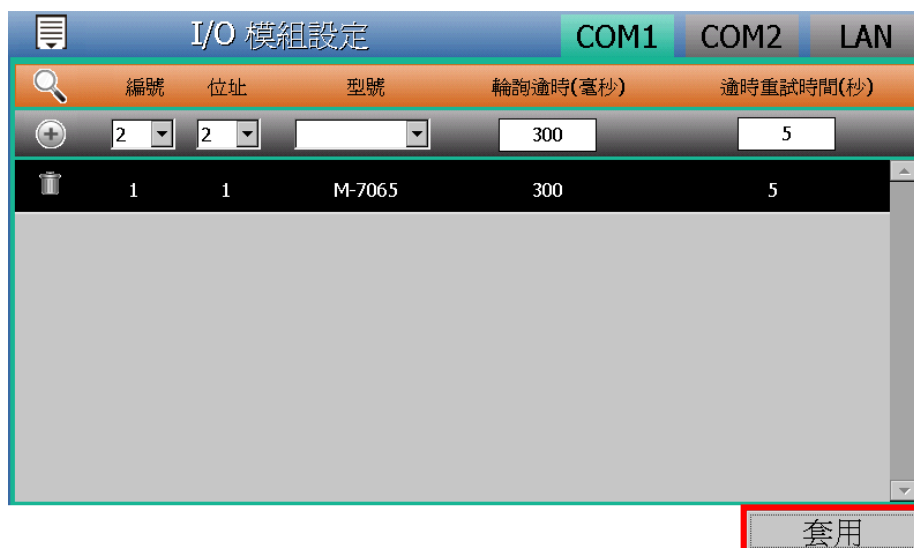 I/O 模組設定 COM1 COM2 LAN
編號 位址 型號 輪詢逾時(毫秒) 逾時重試時間(秒)
2 2 300 5
1 1 M-7065 300 5
套用